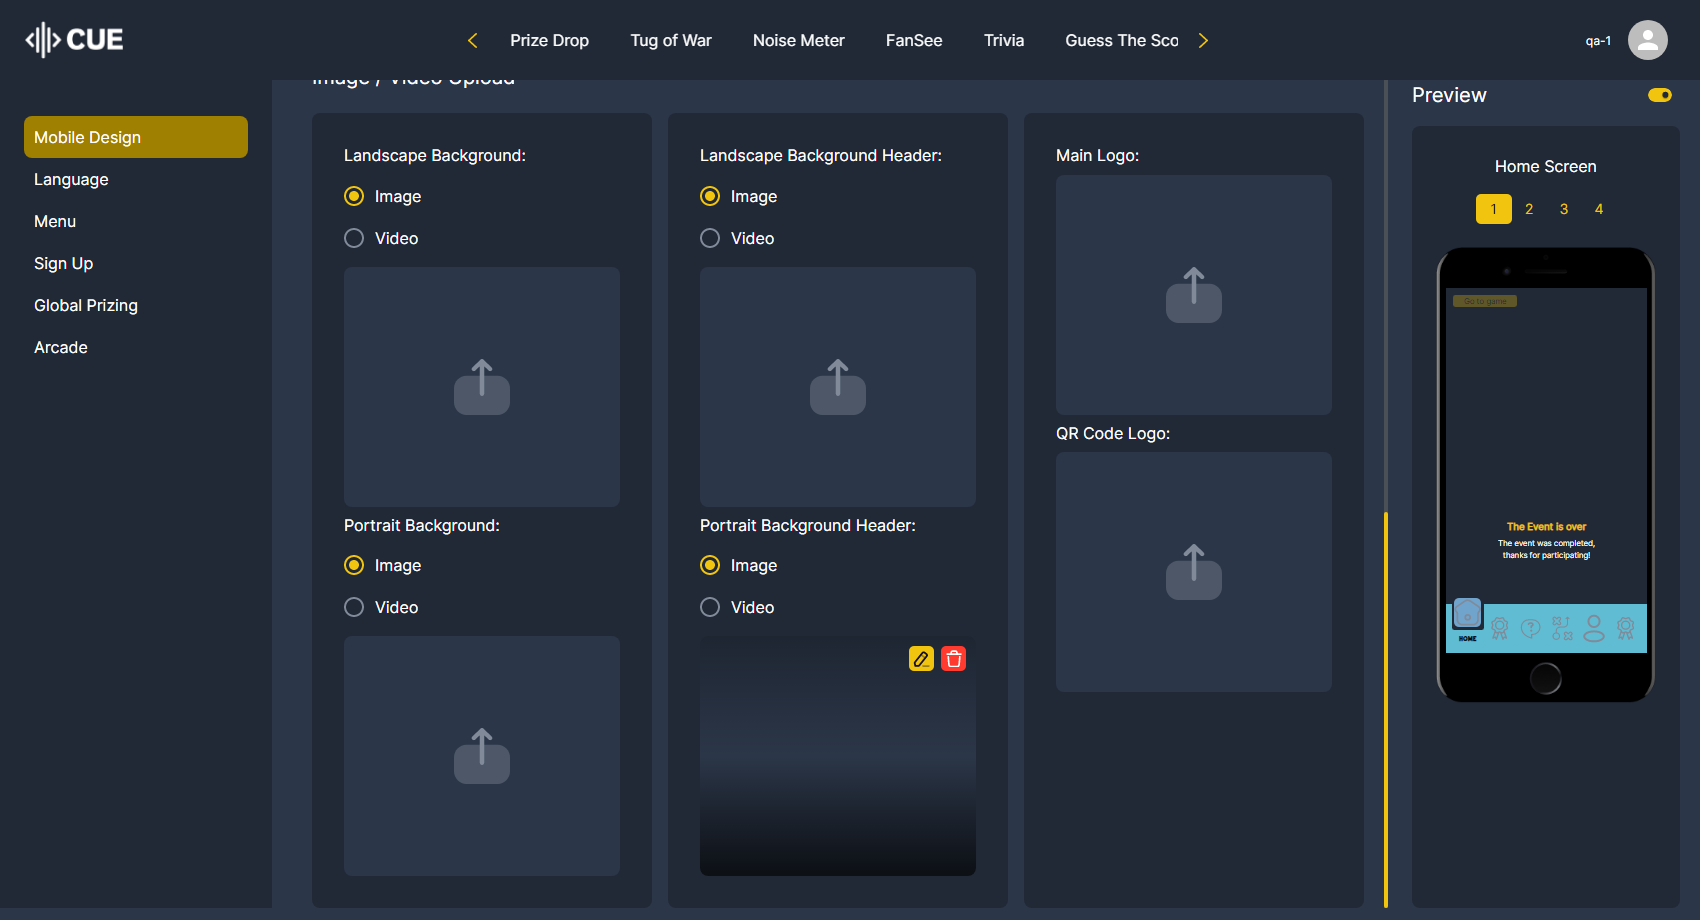 CUE
Prize Drop
Tug of War
Noise Meter
FanSee
Trivia
Guess The Sco
qa-1
Mobile Design
Language
Menu
Sign Up
Global Prizing
Arcade
Image / Video Upload
Landscape Background:
Image
Video
Portrait Background:
Image
Video
Landscape Background Header:
Image
Video
Portrait Background Header:
Image
Video
Main Logo:
QR Code Logo:
Preview
Home Screen
1 2 3 4
Go to game
The Event is over
The event was completed,
thanks for participating!
HOME